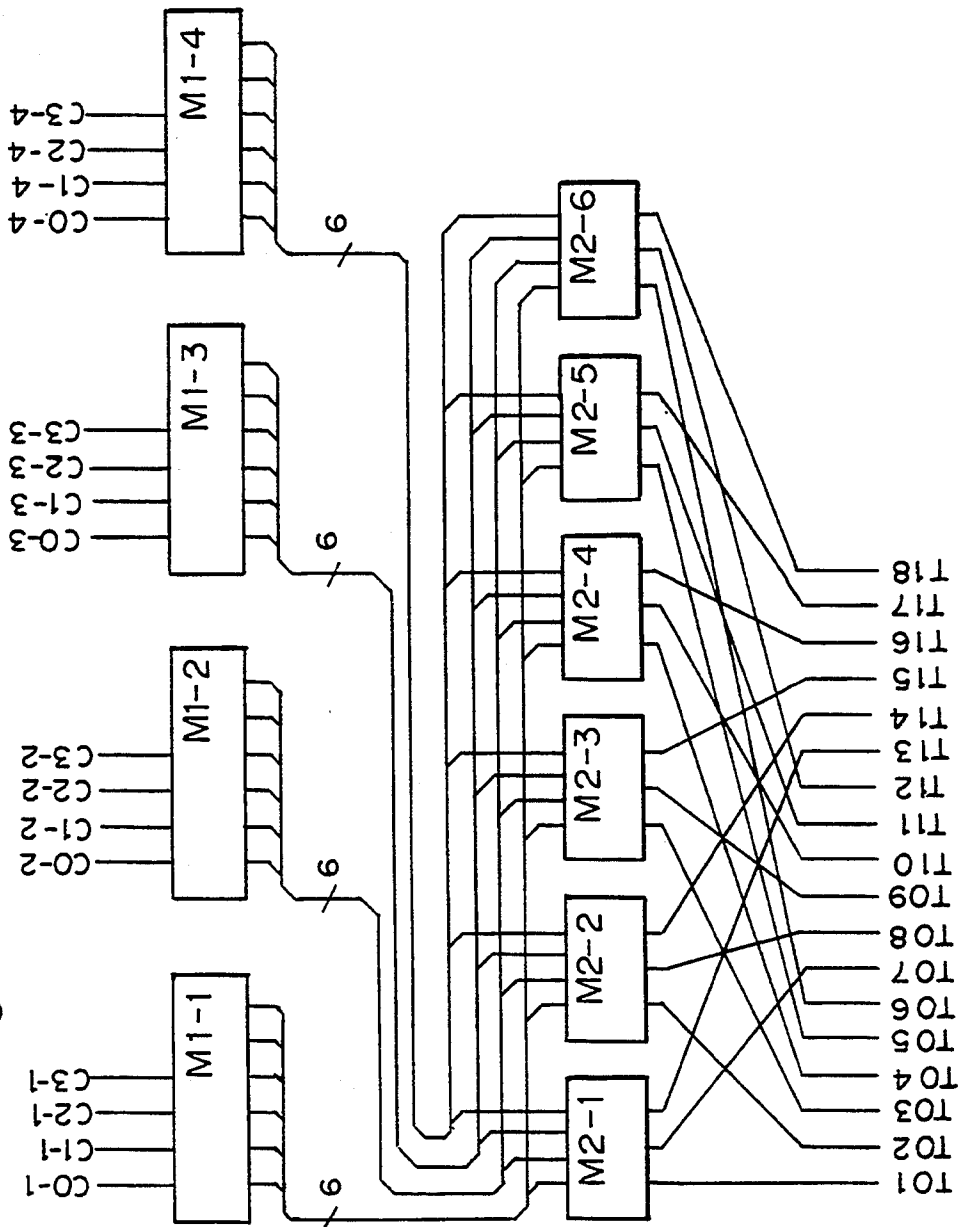 C3-4
C2-4
C1-4
C0-4
M1-4
6
C3-3
C2-3
C1-3
C0-3
M1-3
6
C3-2
C2-2
C1-2
C0-2
M1-2
6
C3-1
C2-1
C1-1
C0-1
M1-1
6
M2-6
M2-5
M2-4
M2-3
M2-2
M2-1
T18
T17
T16
T15
T14
T13
T12
T11
T10
T09
T08
T07
T06
T05
T04
T03
T02
T01